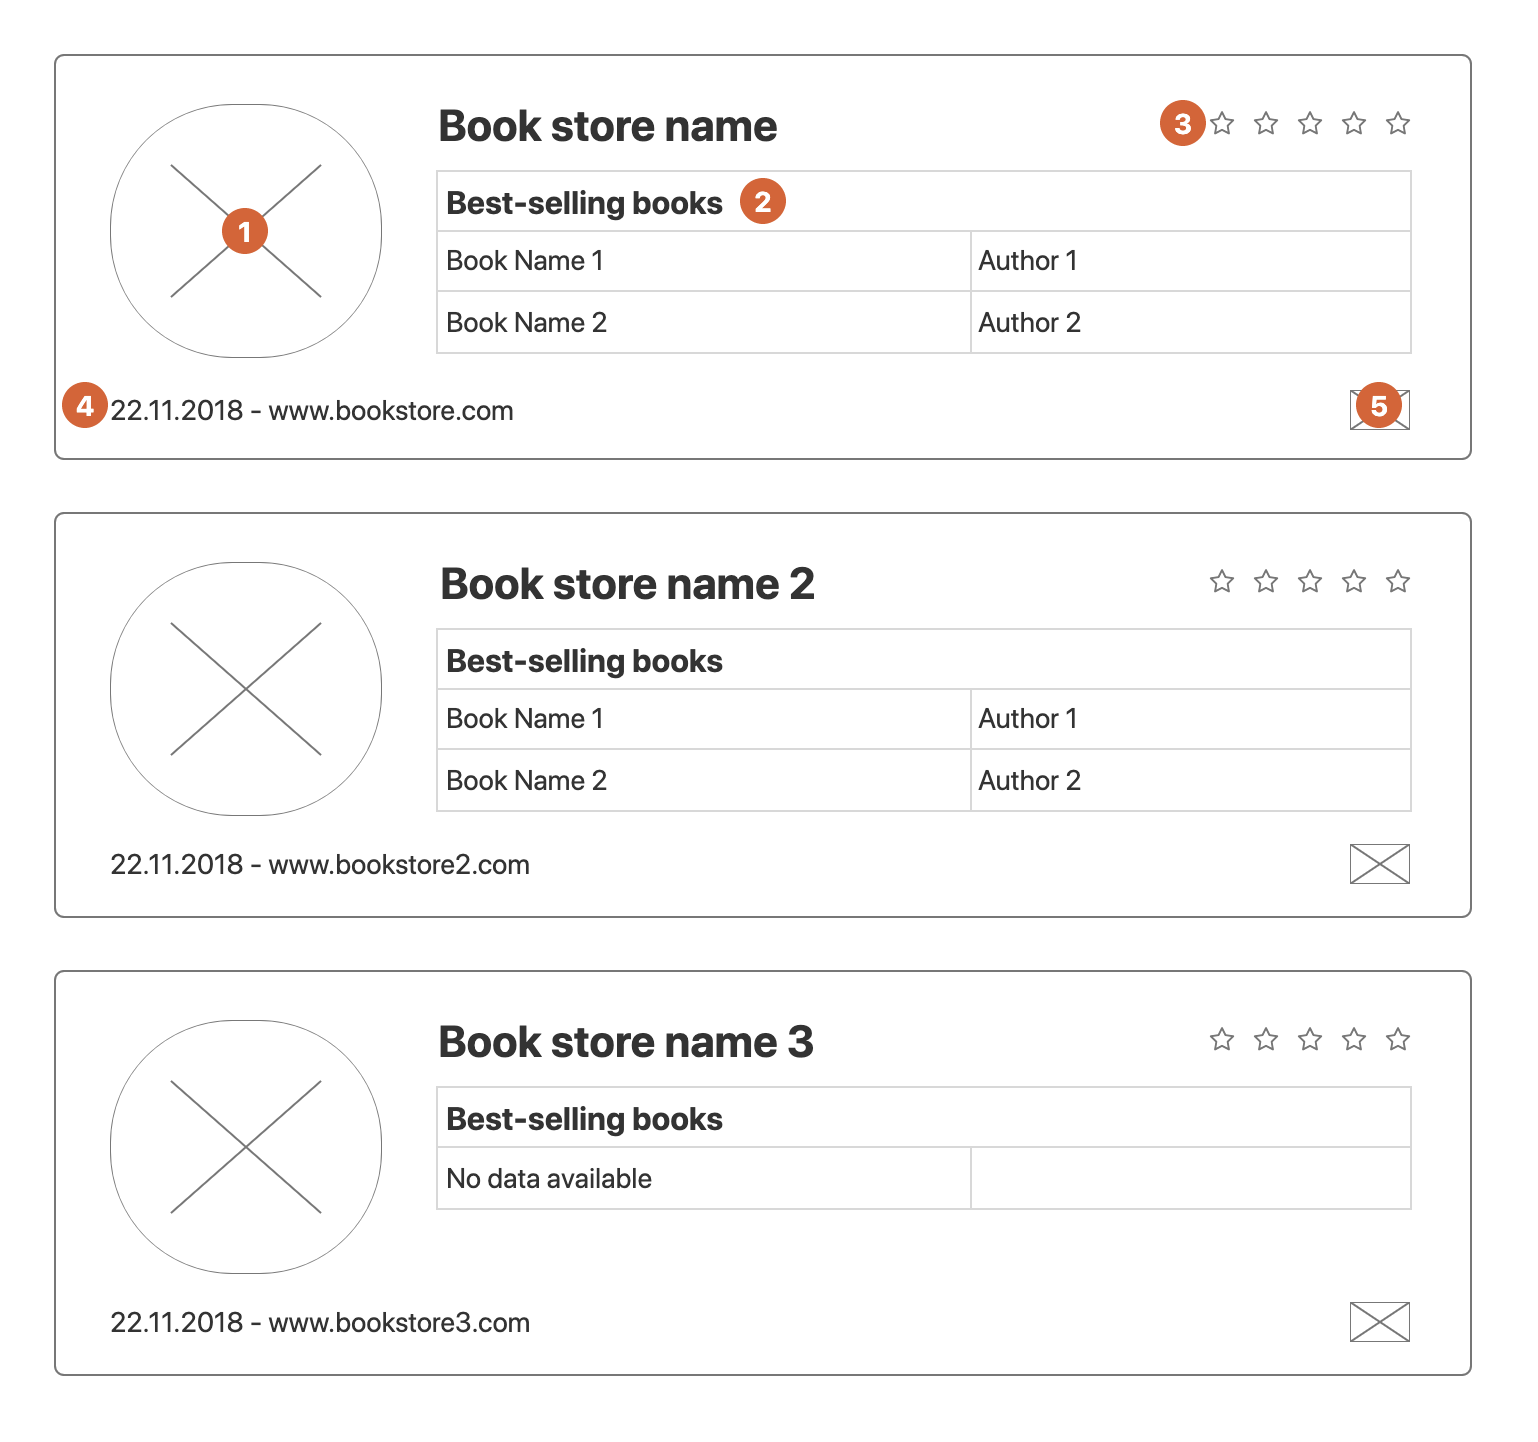 Book store name
3
Best-selling books 2
1
Book Name 1 Author 1
Book Name 2 Author 2
4 22.11.2018 - www.bookstore.com
5
Book store name 2
Best-selling books
Book Name 1 Author 1
Book Name 2 Author 2
22.11.2018 - www.bookstore2.com
Book store name 3
Best-selling books
No data available
22.11.2018 - www.bookstore3.com